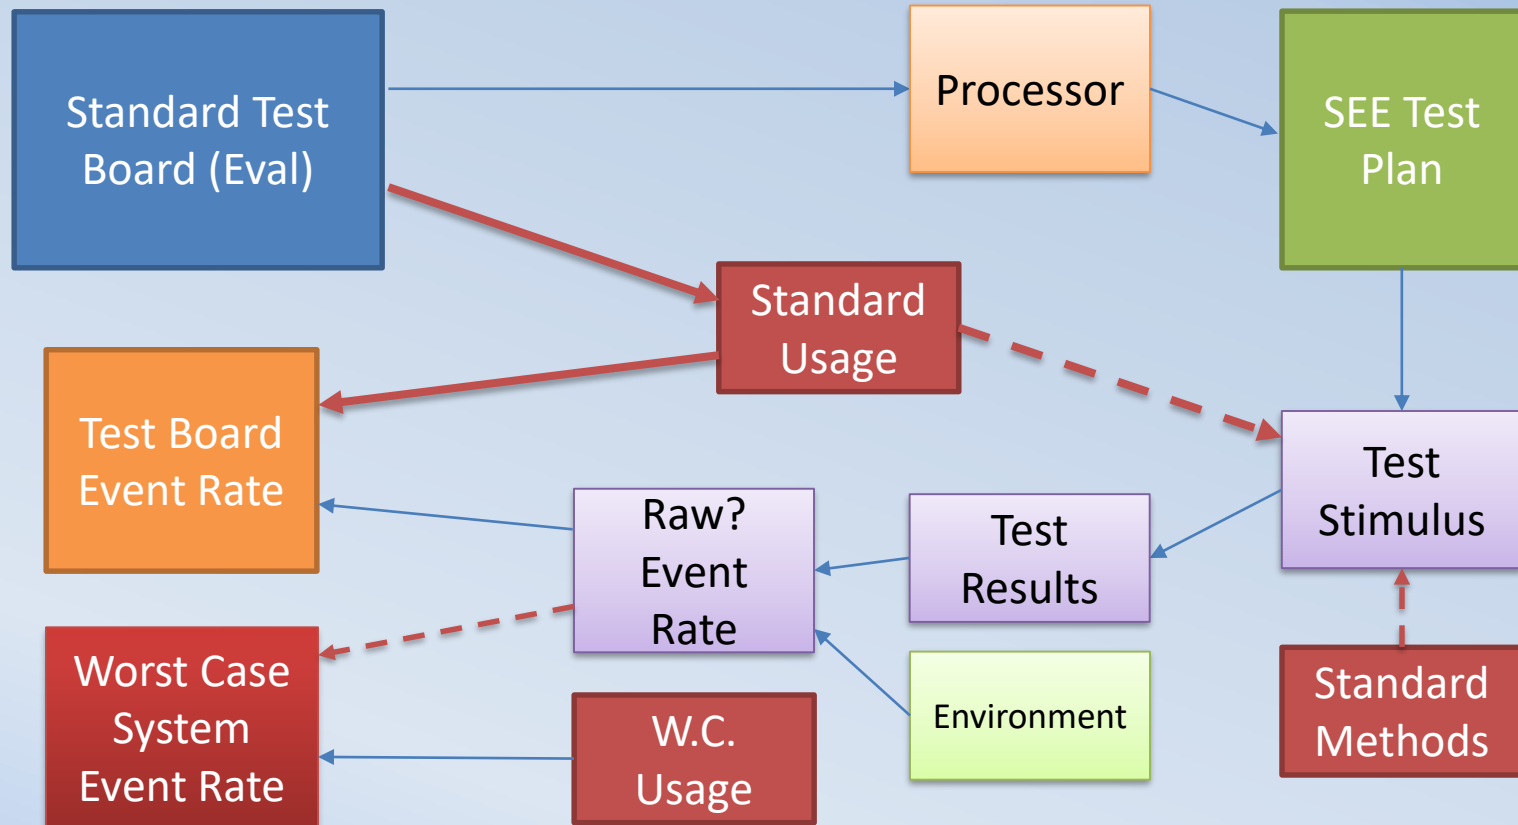 Standard Test
Board (Eval)
Processor
SEE Test
Plan
Standard
Usage
Test Board
Event Rate
Raw?
Event
Rate
Test
Results
Test
Stimulus
Worst Case
System
Event Rate
W.C.
Usage
Environment
Standard
Methods